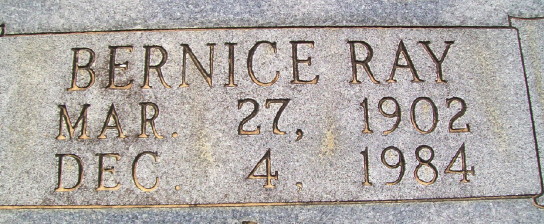 BERNICE RAY
MAR. 27, 1902
DEC. 4. 1984